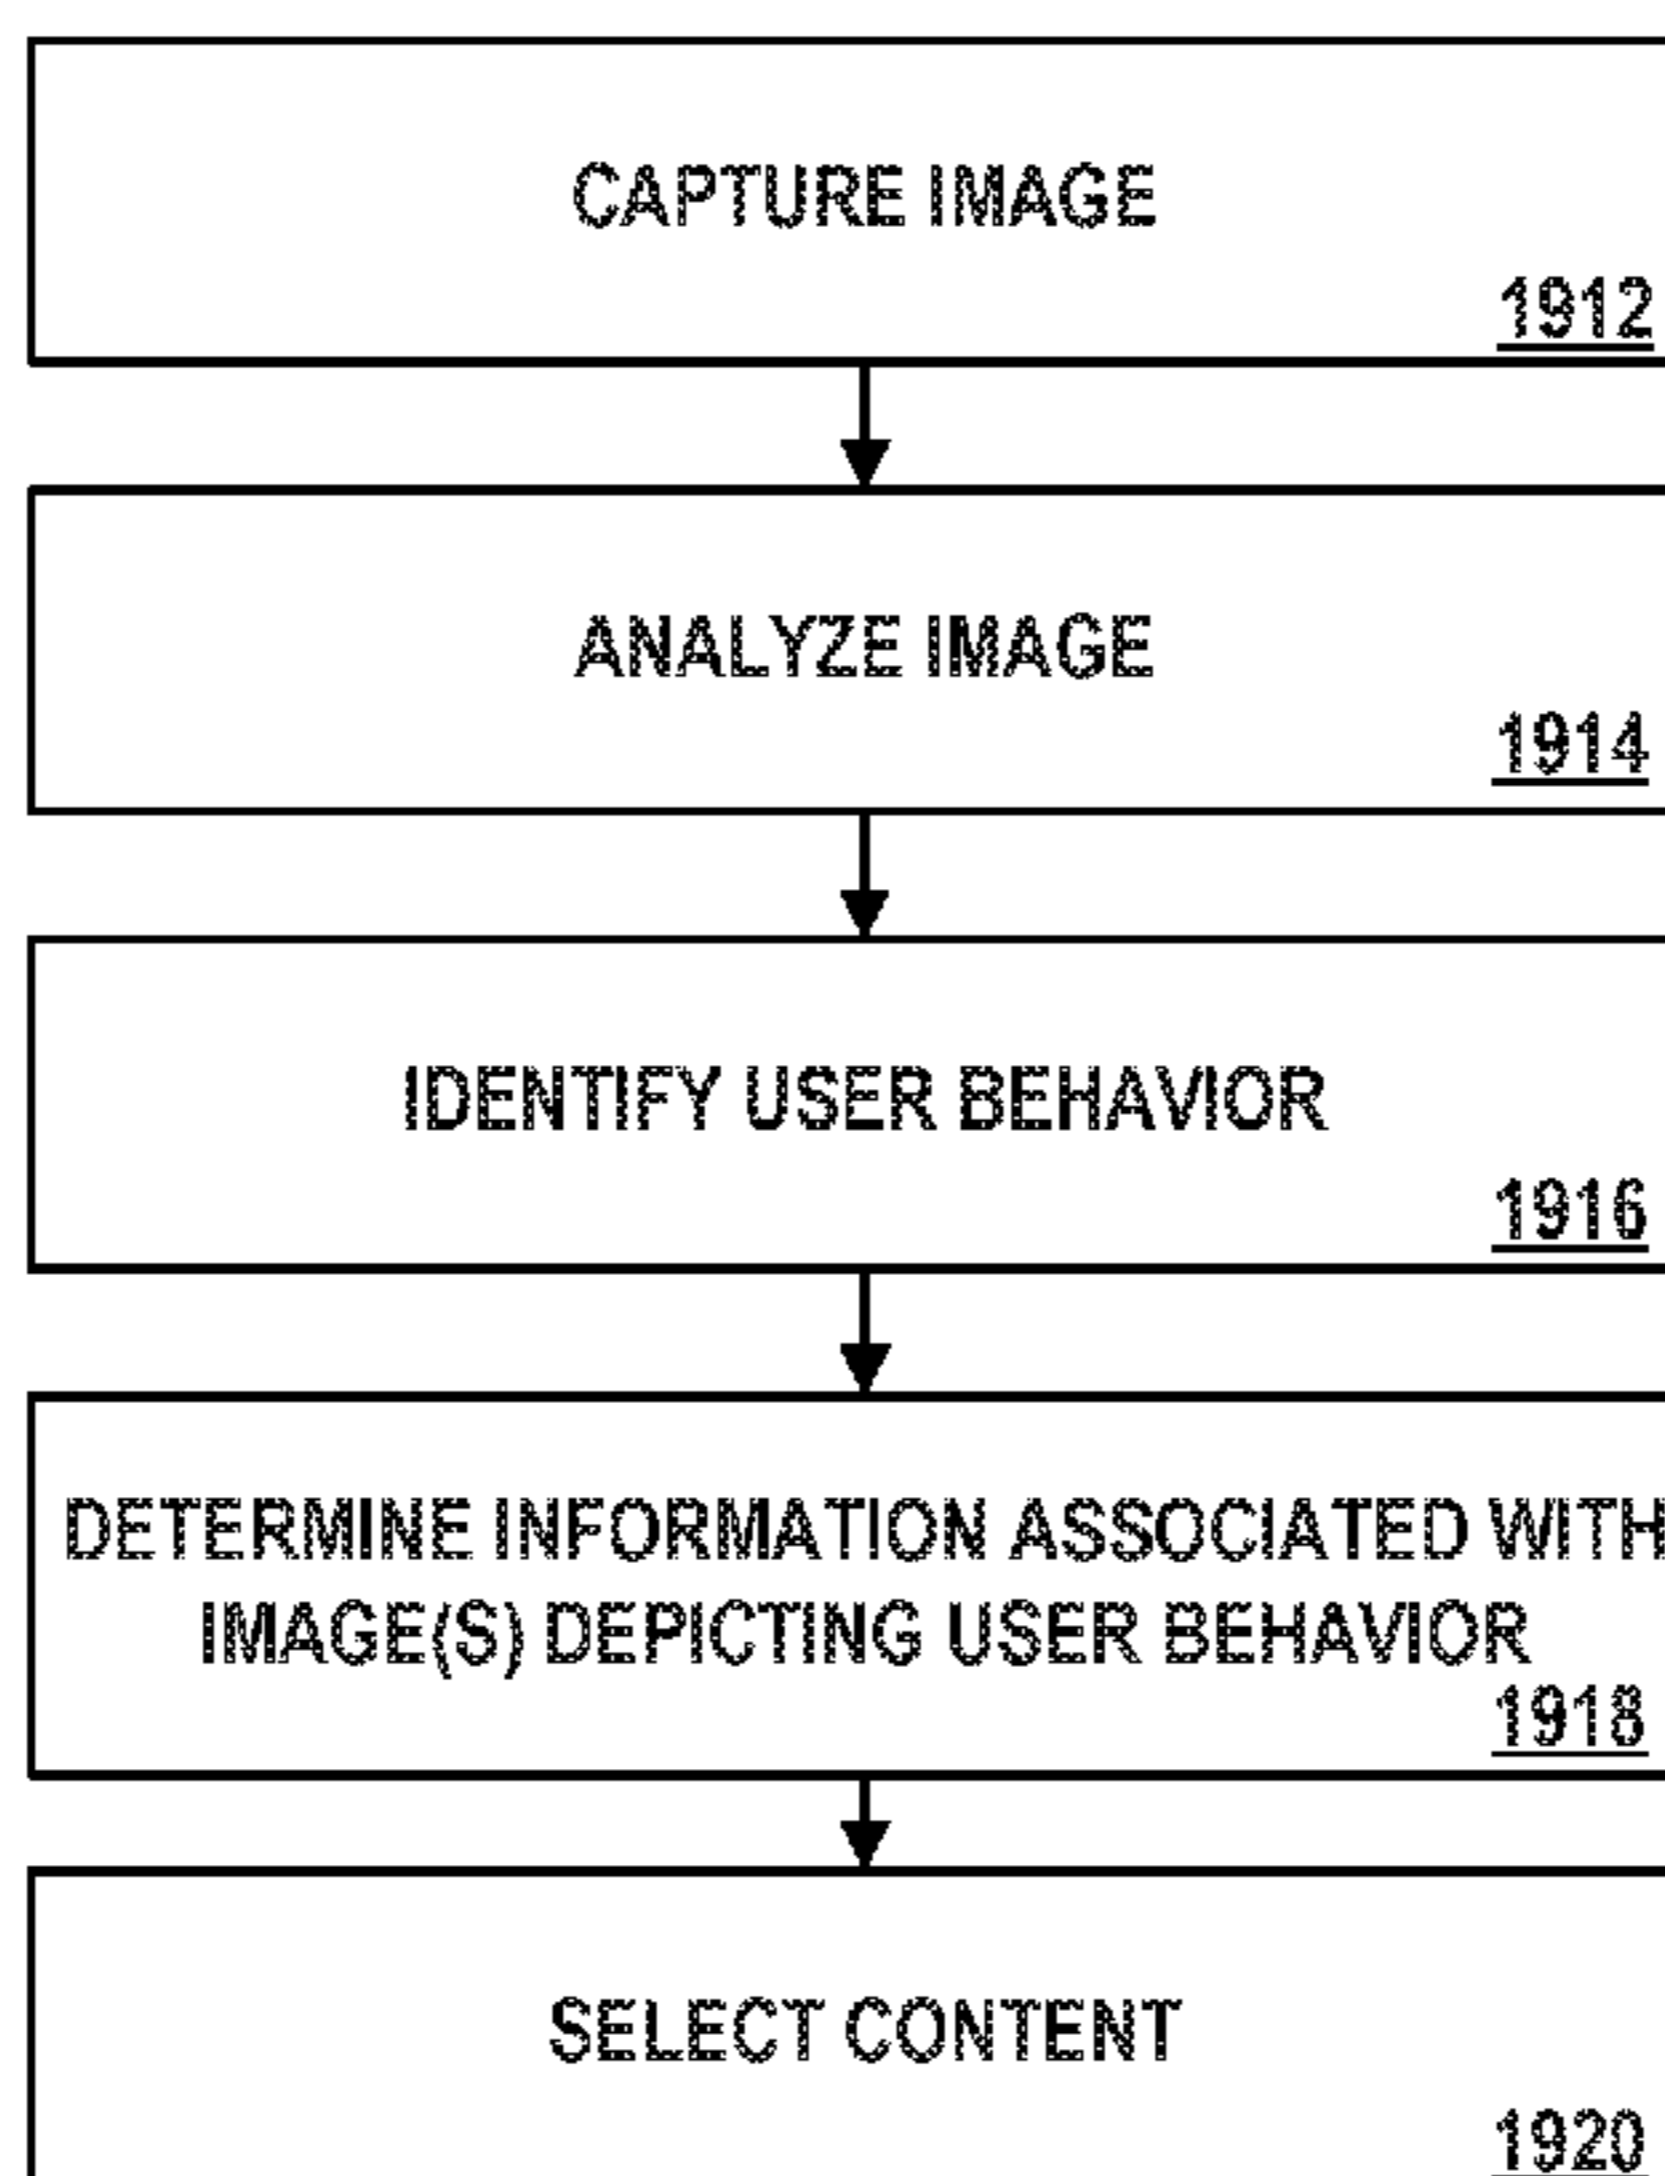 CAPTURE IMAGE
1912
ANALYZE IMAGE
1914
IDENTIFY USER BEHAVIOR
1916
DETERMINE INFORMATION ASSOCIATED WITH
IMAGE(S) DEPICTING USER BEHAVIOR
1918
SELECT CONTENT
1920